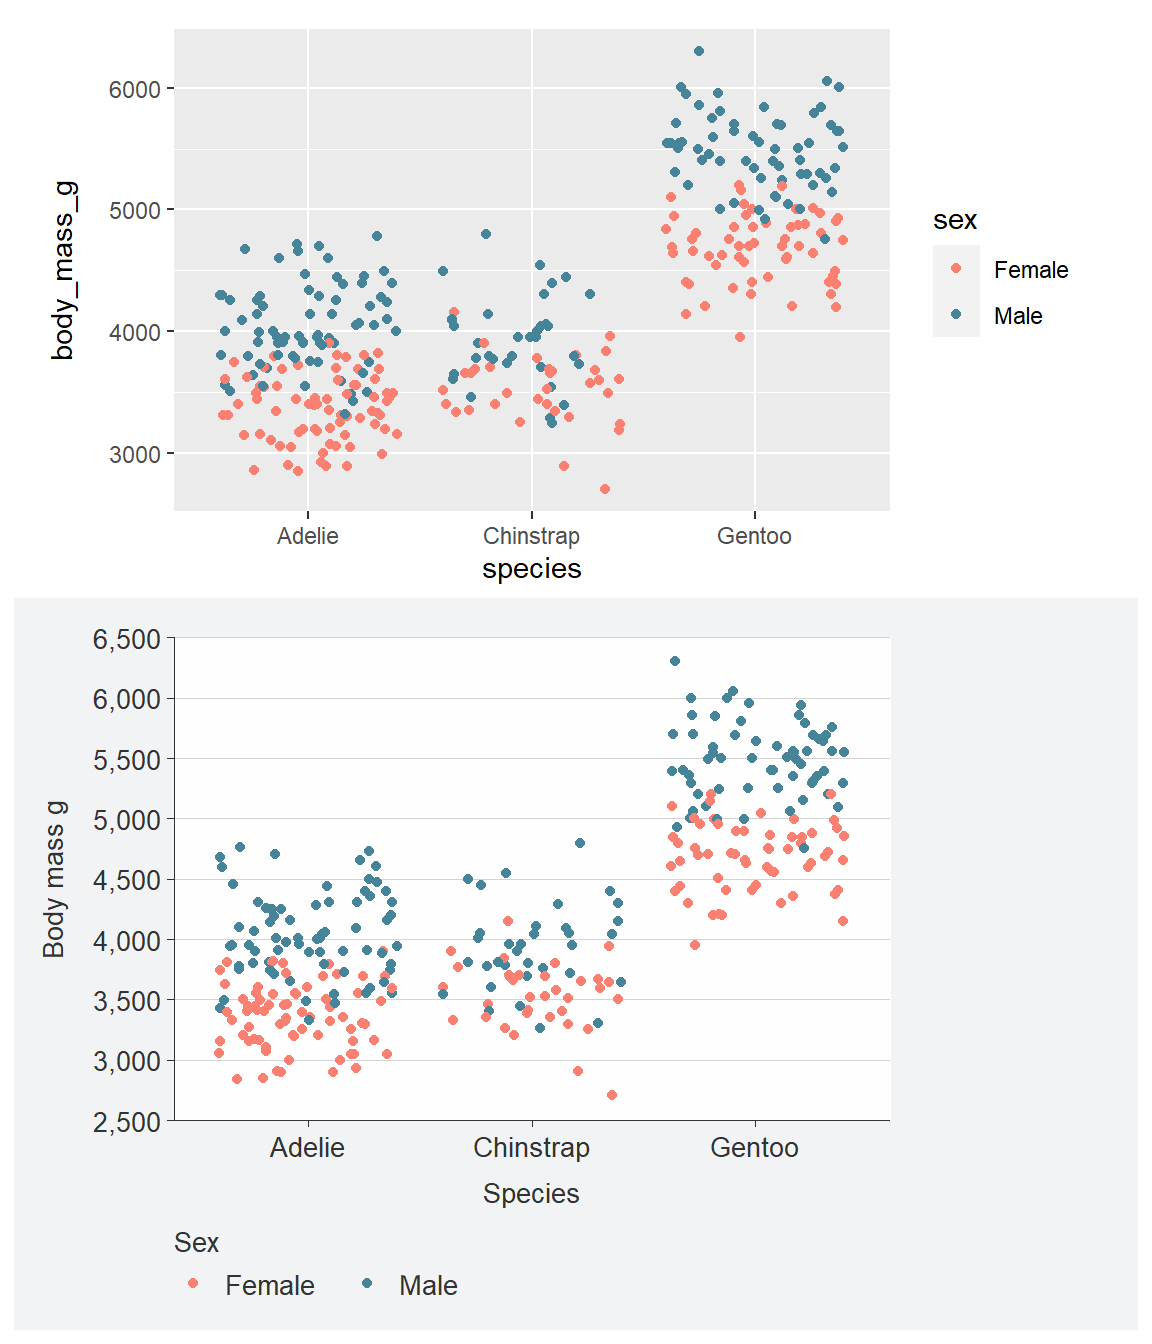 6000
5000
4000
3000
body_mass_g
Adelie Chinstrap Gentoo
species
sex
Female
Male
6,500
6,000
5,500
5,000
4,500
4,000
3,500
3,000
2,500
Body mass g
Adelie Chinstrap Gentoo
Species
Sex
Female Male